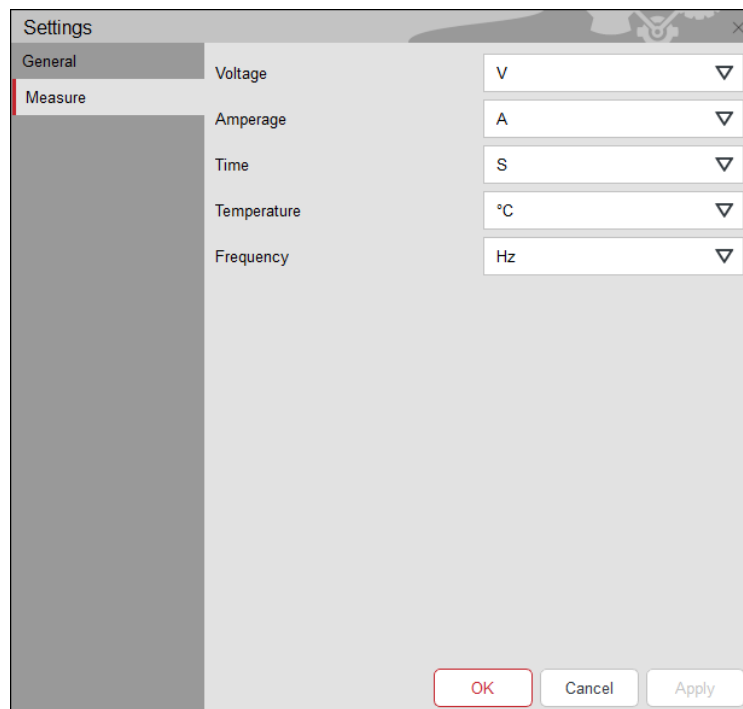 Settings
General
Measure
Voltage V
Amperage A
Time S
Temperature °C
Frequency Hz
OK Cancel Apply